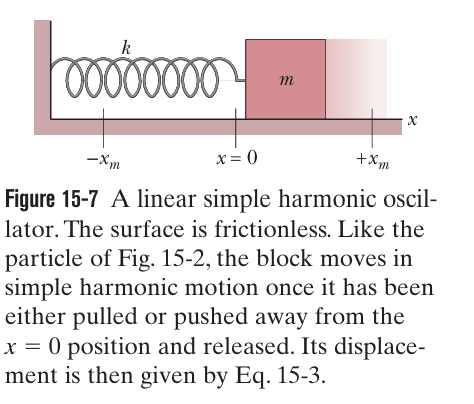 k
m
x
–xm
x = 0
+xm
Figure 15-7 A linear simple harmonic oscil-
lator. The surface is frictionless. Like the
particle of Fig. 15-2, the block moves in
simple harmonic motion once it has been
either pulled or pushed away from the
x = 0 position and released. Its displace-
ment is then given by Eq. 15-3.